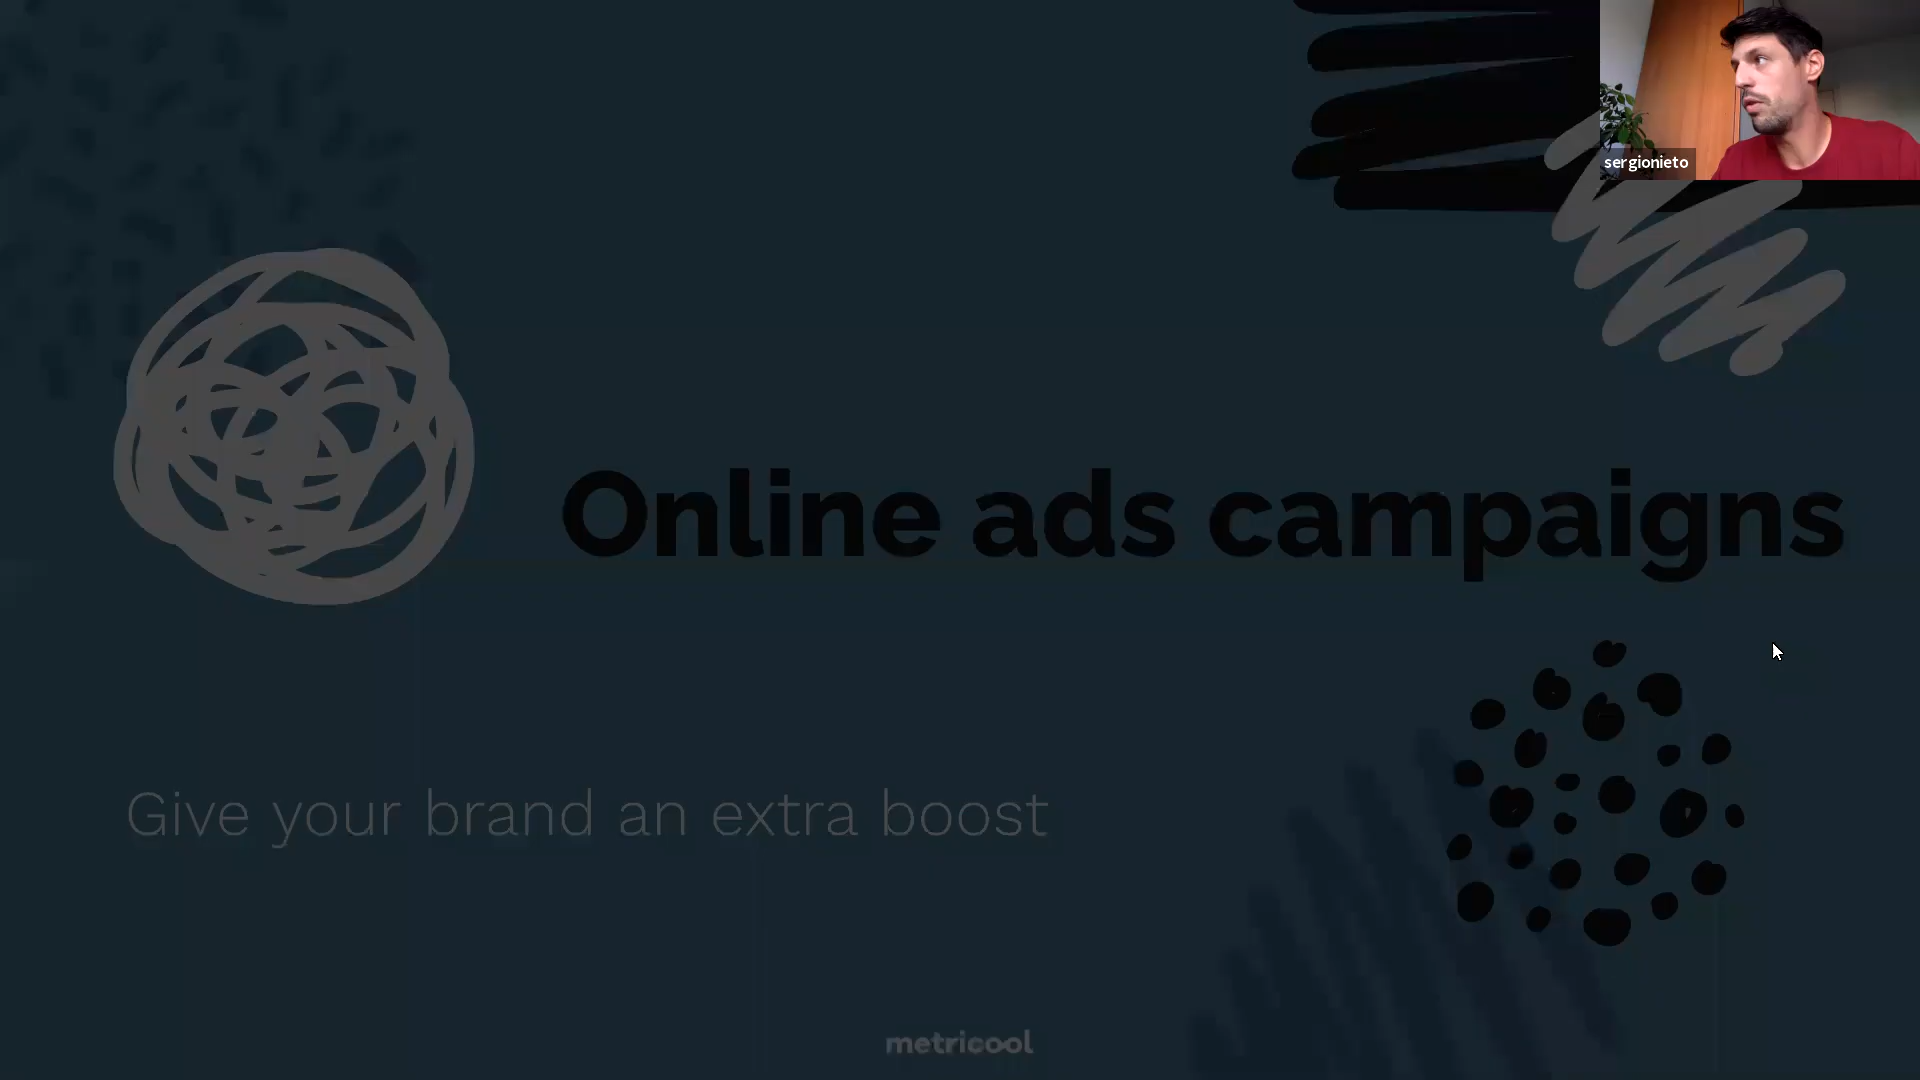 sergionieto
Online ads campaigns
Give your brand an extra boost
metricool